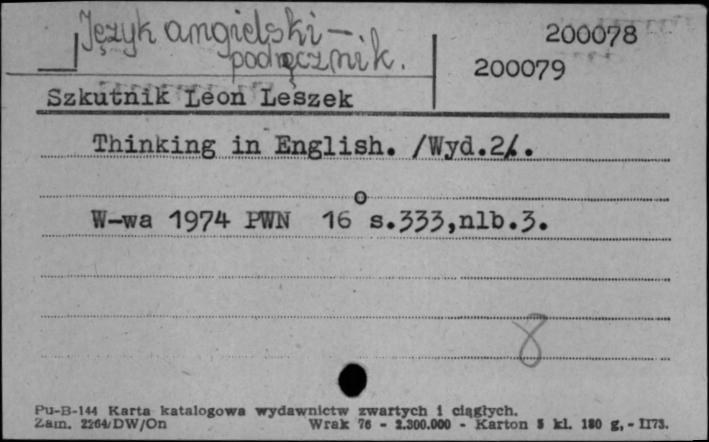 Język angielski —
podręcznik.
200078
200079
Szkutnik Leon Leszek
Thinking in English. /Wyd.2/.
W-wa 1974 PWN 16° s.333,nlb.3.
8
Pu-B-144 Karta katalogowa wydawnictw zwartych i ciągłych.
Zam. 2264/DW/On Wrak 76 - 2.300.000 - Karton 5 kl. 180 g, - II73.